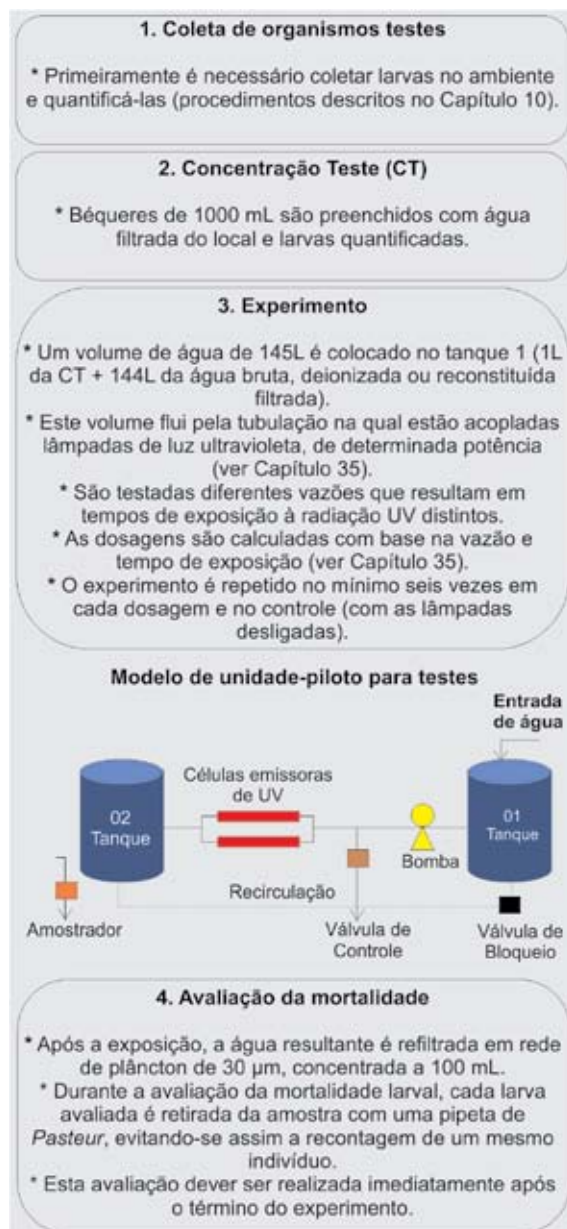 1. Coleta de organismos testes
* Primeiramente é necessário coletar larvas no ambiente
e quantificá-las (procedimentos descritos no Capítulo 10).
2. Concentração Teste (CT)
* Béqueres de 1000 mL são preenchidos com água
filtrada do local e larvas quantificadas.
3. Experimento
* Um volume de água de 145L é colocado no tanque 1 (1L
da CT + 144L da água bruta, deionizada ou reconstituída
filtrada).
* Este volume flui pela tubulação na qual estão acopladas
lâmpadas de luz ultravioleta, de determinada potência
(ver Capítulo 35).
* São testadas diferentes vazões que resultam em
tempos de exposição à radiação UV distintos.
* As dosagens são calculadas com base na vazão e
tempo de exposição (ver Capítulo 35).
* O experimento é repetido no mínimo seis vezes em
cada dosagem e no controle (com as lâmpadas
desligadas).
Modelo de unidade-piloto para testes
Entrada
de água
Células emissoras
de UV
02
Tanque
01
Tanque
Bomba
Recirculação
Amostrador
Válvula de
Controle
Válvula de
Bloqueio
4. Avaliação da mortalidade
* Após a exposição, a água resultante é refiltrada em rede
de plâncton de 30 µm, concentrada a 100 mL.
* Durante a avaliação da mortalidade larval, cada larva
avaliada é retirada da amostra com uma pipeta de
Pasteur, evitando-se assim a recontagem de um mesmo
indivíduo.
* Esta avaliação dever ser realizada imediatamente após
o término do experimento.